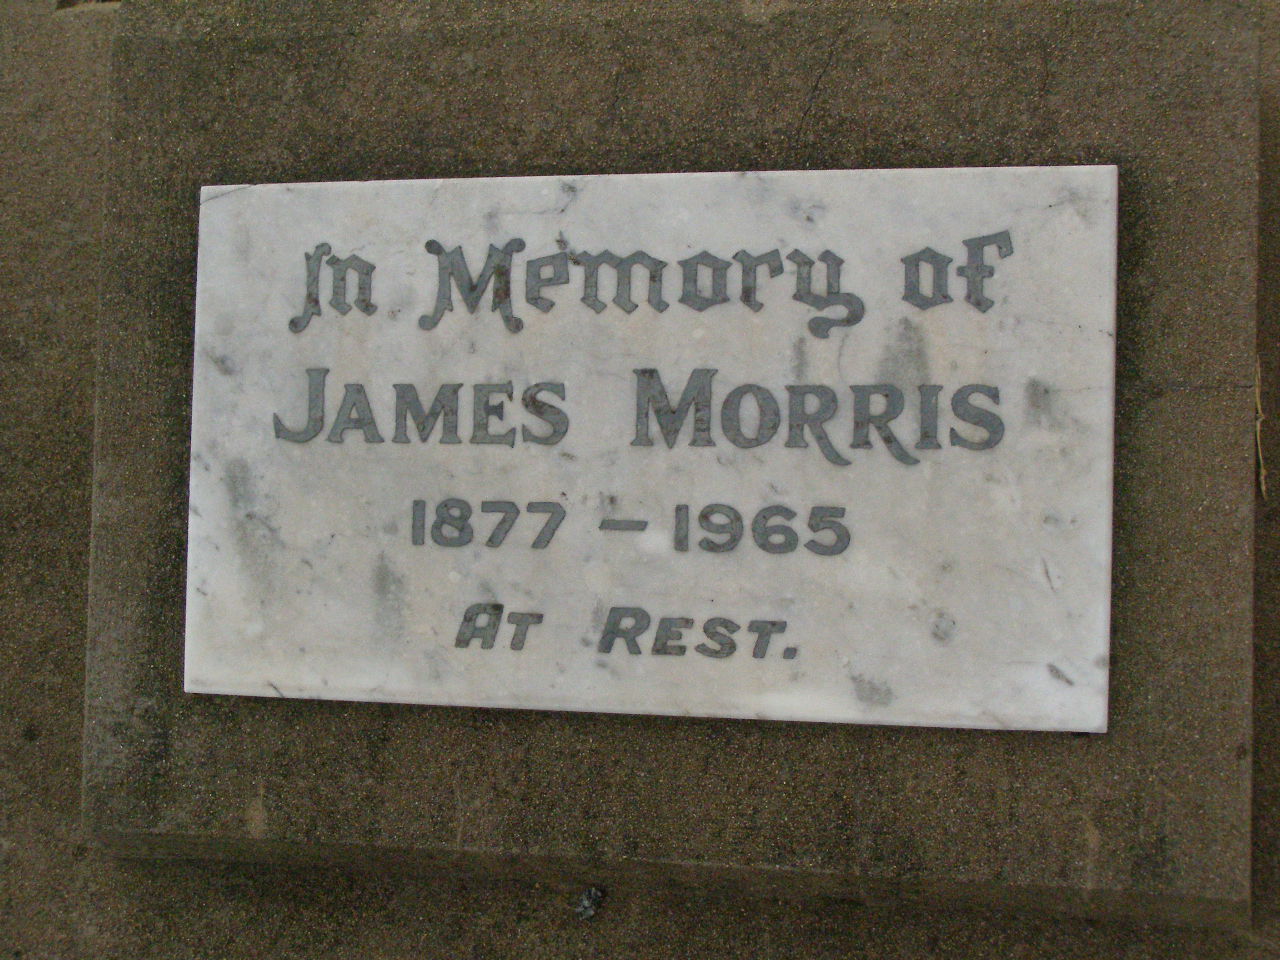 In Memory of
JAMES MORRIS
1877 - 1965
AT REST.